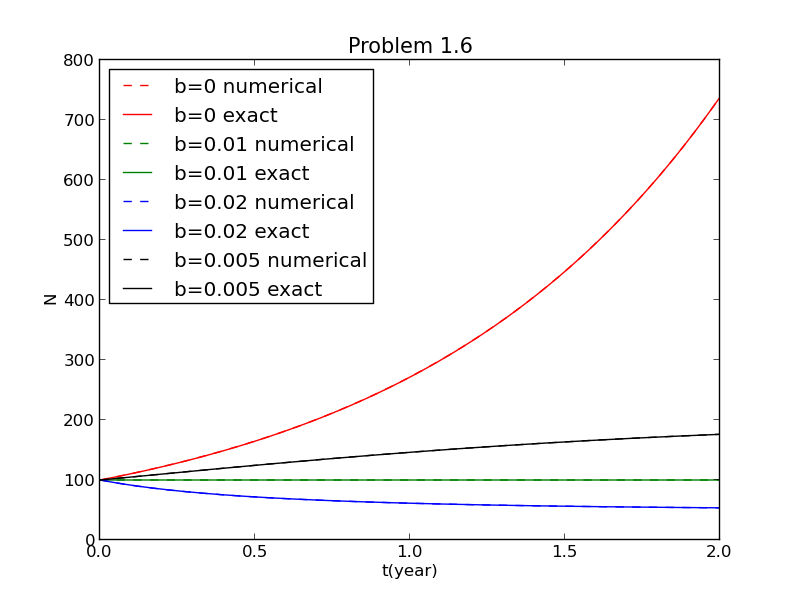 Problem 1.6
800
700
600
500
400
300
200
100
0
N
b=0 numerical
b=0 exact
b=0.01 numerical
b=0.01 exact
b=0.02 numerical
b=0.02 exact
b=0.005 numerical
b=0.005 exact
0.0 0.5 1.0 1.5 2.0
t(year)